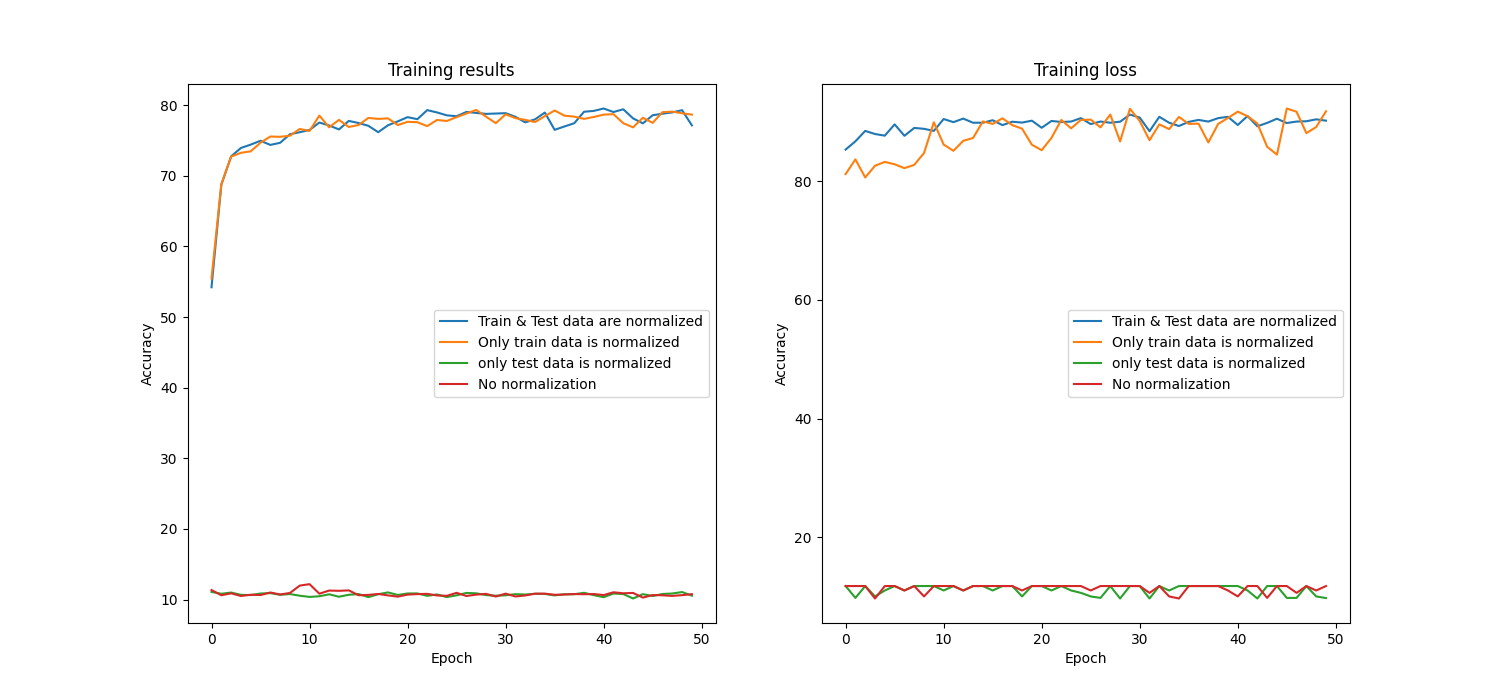 Training results
80
70
60
50
40
30
20
10
Accuracy
Train & Test data are normalized
Only train data is normalized
only test data is normalized
No normalization
0 10 20 30 40 50
Epoch
Training loss
80
60
40
20
Accuracy
Train & Test data are normalized
Only train data is normalized
only test data is normalized
No normalization
0 10 20 30 40 50
Epoch